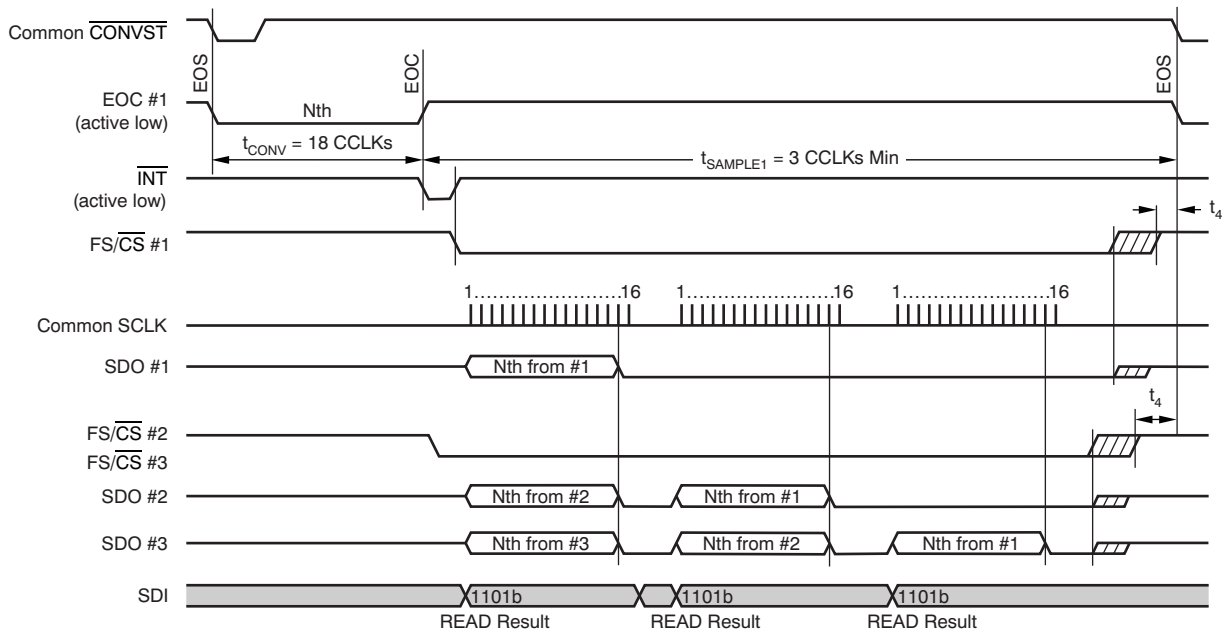 Common CONVST
EOS
EOC
EOS
EOC #1
(active low)
Nth
tCONV = 18 CCLKs
tSAMPLE1 = 3 CCLKs Min
INT
(active low)
t4
FS/CS #1
1......................16 1......................16 1......................16
Common SCLK
SDO #1
Nth from #1
t4
FS/CS #2
FS/CS #3
SDO #2
Nth from #2 Nth from #1
SDO #3
Nth from #3 Nth from #2 Nth from #1
SDI
1101b 1101b 1101b
READ Result READ Result READ Result